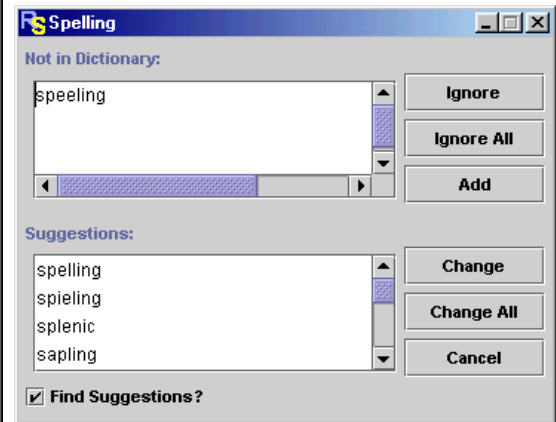 RS Spelling
Not in Dictionary:
speeling
Ignore
Ignore All
Add
Suggestions:
spelling
spieling
splenic
sapling
Change
Change All
Cancel
Find Suggestions?